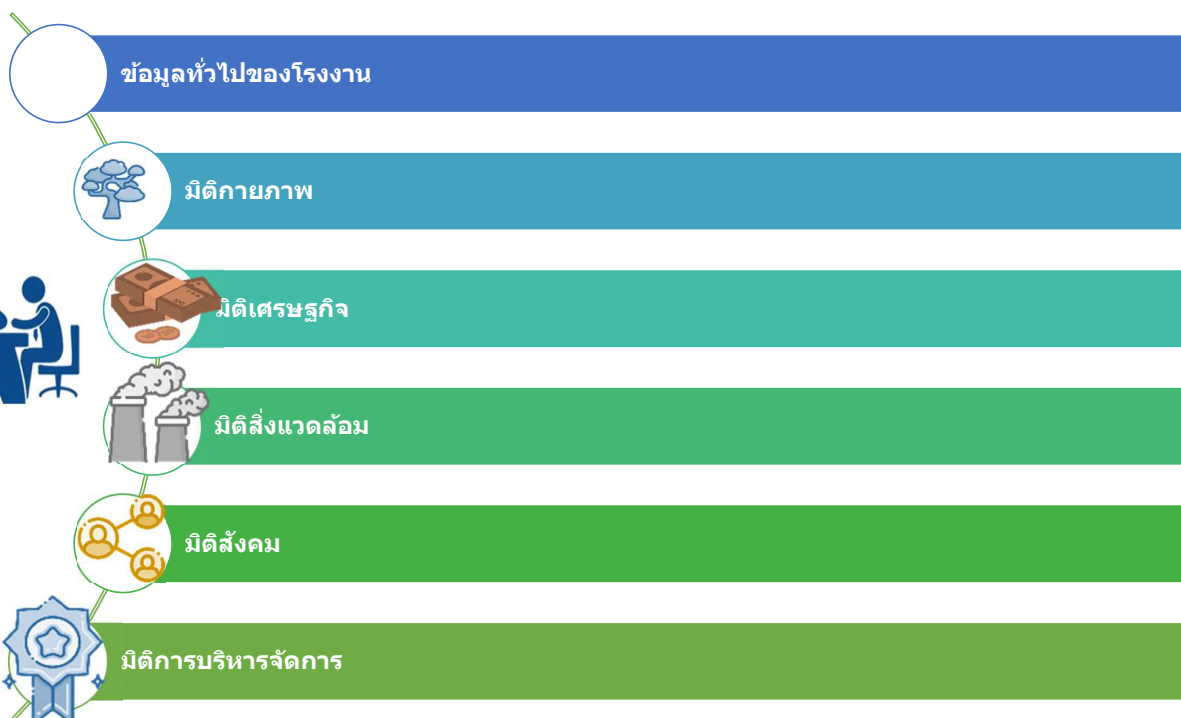 ข้อมูลทั่วไปของโรงงาน
มิติกายภาพ
มิติเศรษฐกิจ
มิติสิ่งแวดล้อม
มิติสังคม
มิติการบริหารจัดการ